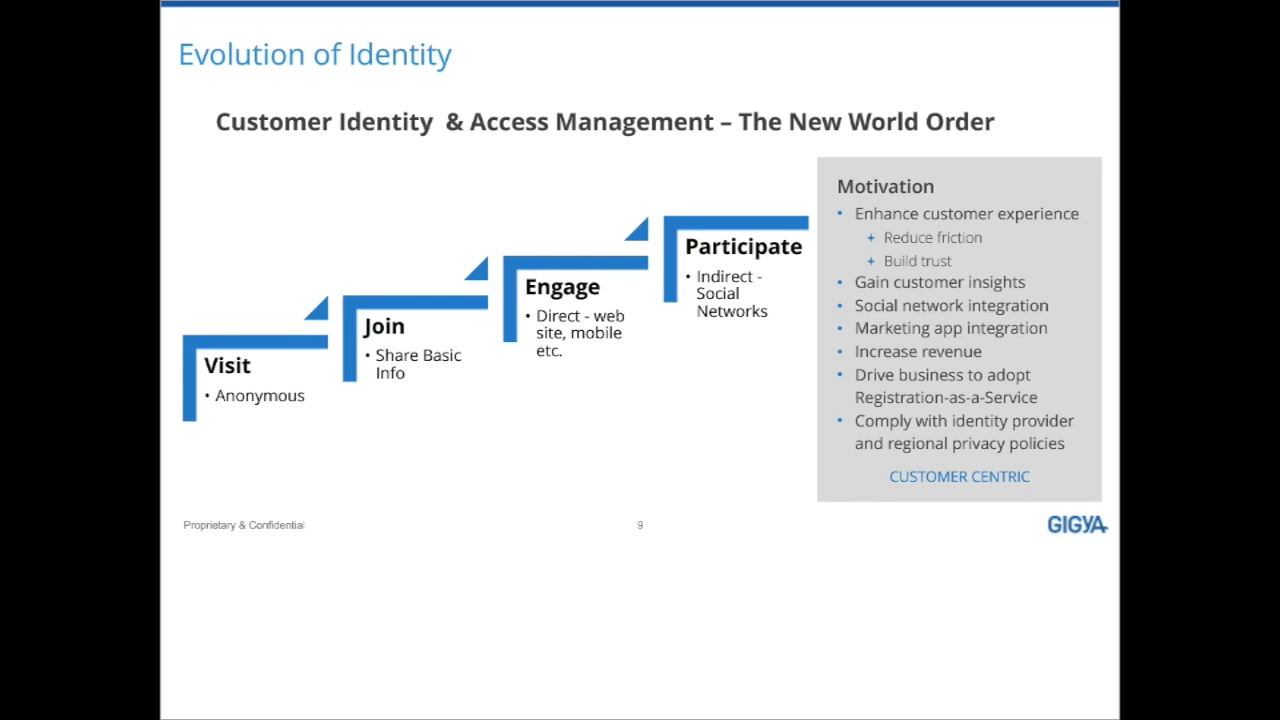 Evolution of Identity
Customer Identity & Access Management – The New World Order
Visit
• Anonymous
Join
• Share Basic
Info
Engage
• Direct - web
site, mobile
etc.
Participate
• Indirect -
Social
Networks
Motivation
• Enhance customer experience
+ Reduce friction
+ Build trust
• Gain customer insights
• Social network integration
• Marketing app integration
• Increase revenue
• Drive business to adopt
Registration-as-a-Service
• Comply with identity provider
and regional privacy policies
CUSTOMER CENTRIC
Proprietary & Confidential
9
GIGYA